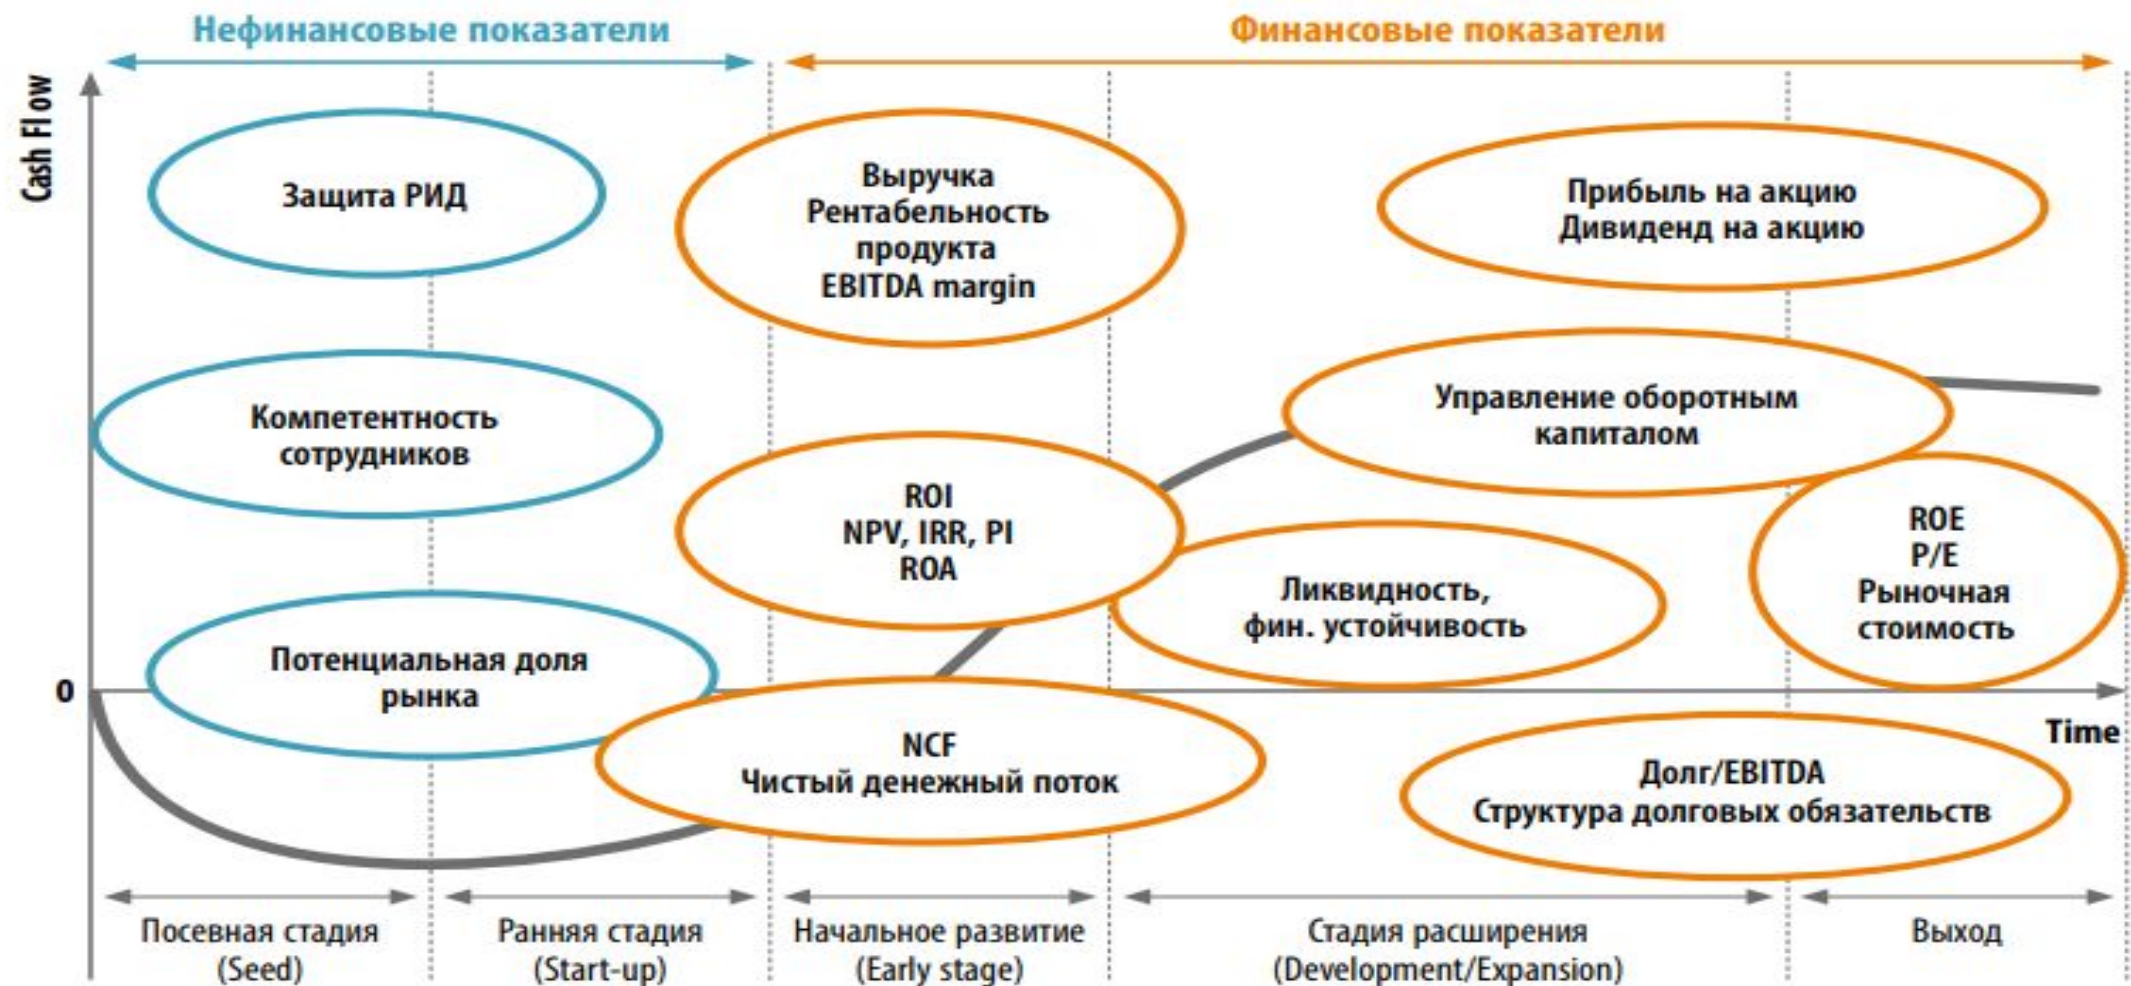 Нефинансовые показатели
Финансовые показатели
Cash Flow
Защита РИД
Выручка
Рентабельность
продукта
EBITDA margin
Прибыль на акцию
Дивиденд на акцию
Компетентность
сотрудников
Управление оборотным
капиталом
ROI
NPV, IRR, PI
ROA
ROE
P/E
Рыночная
стоимость
Ликвидность,
фин. устойчивость
Потенциальная доля
рынка
0
Time
NCF
Чистый денежный поток
Долг/EBITDA
Структура долговых обязательств
Посевная стадия
(Seed)
Ранняя стадия
(Start-up)
Начальное развитие
(Early stage)
Стадия расширения
(Development/Expansion)
Выход